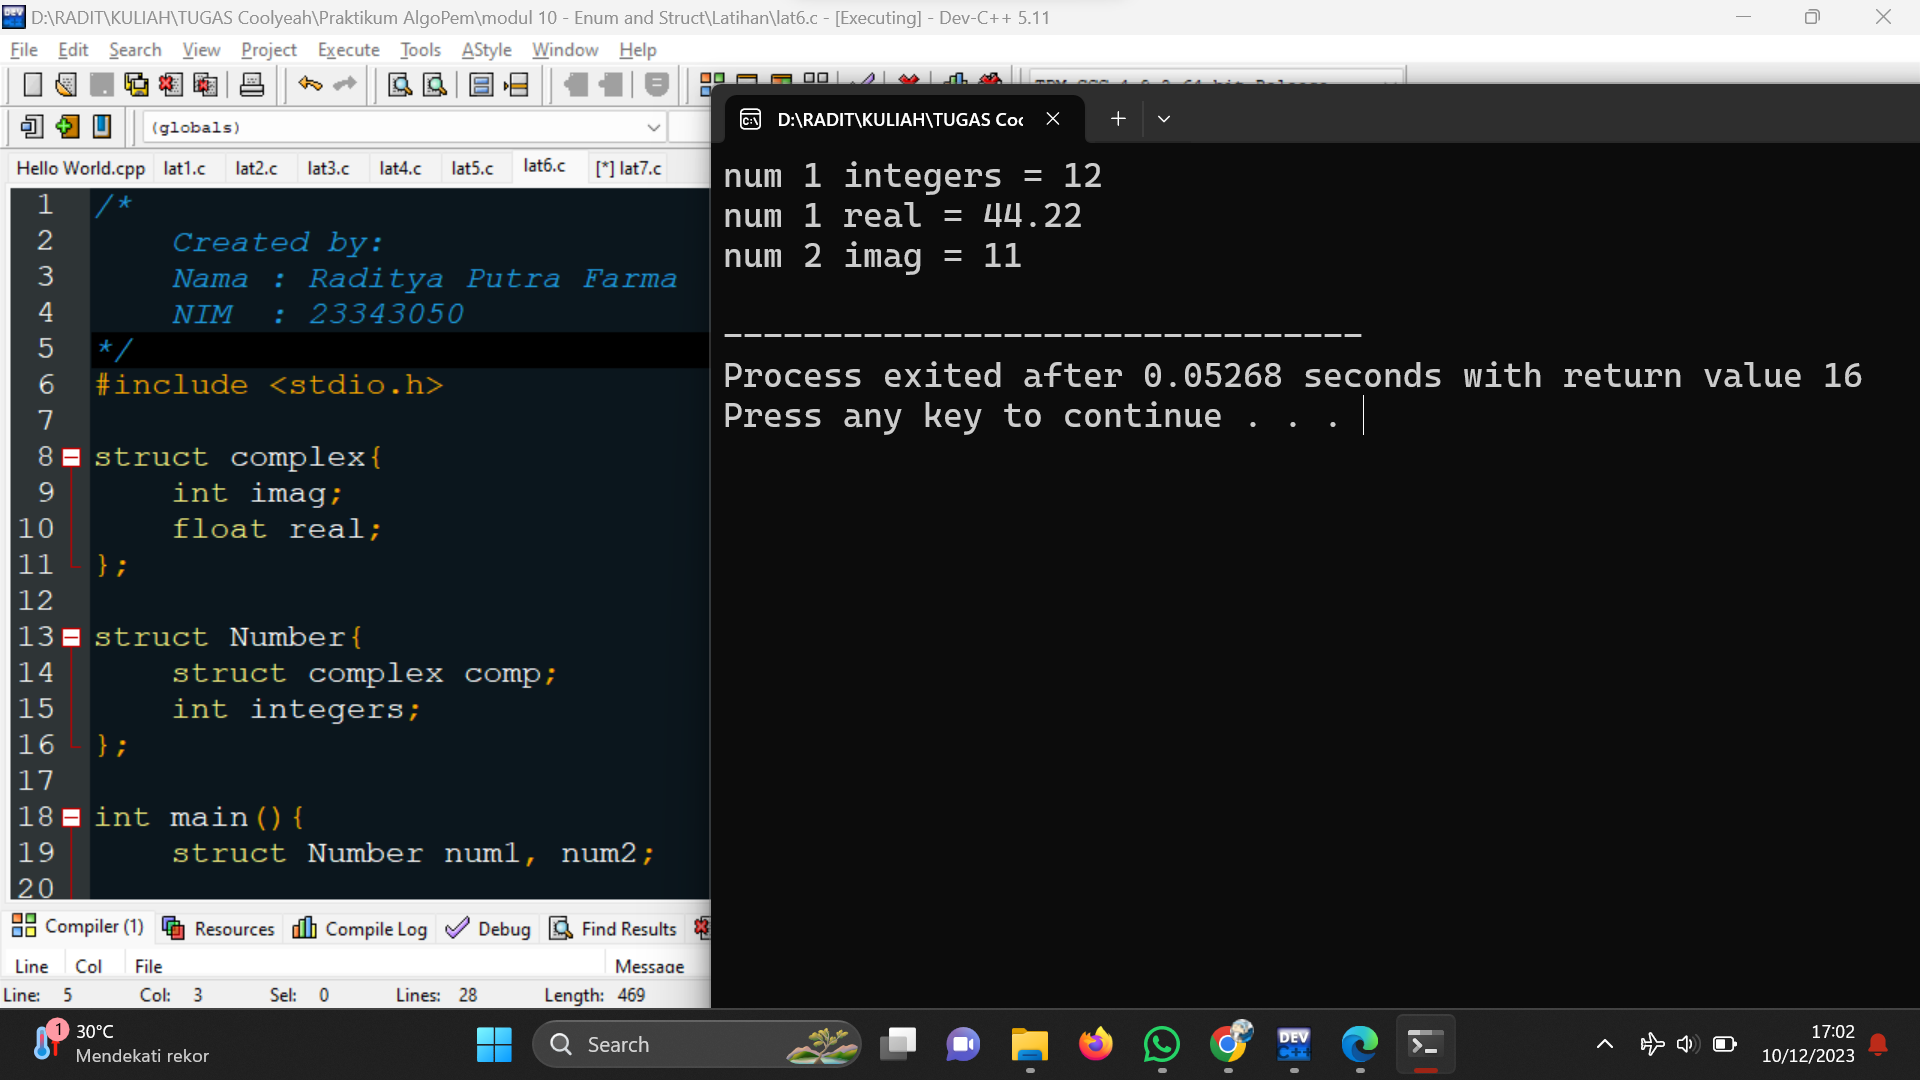 D:\RADIT\KULIAH\TUGAS Coolyeah\Praktikum AlgoPem\modul 10 - Enum and Struct\Latihan\lat6.c - [Executing] - Dev-C++ 5.11
File Edit Search View Project Execute Tools AStyle Window Help
(globals)
Hello World.cpp lat1.c lat2.c lat3.c lat4.c lat5.c lat6.c [*] lat7.c
1 /*
2 Created by:
3 Nama : Raditya Putra Farma
4 NIM : 23343050
5 */
6 #include <stdio.h>
7
8 struct complex{
9 int imag;
10 float real;
11 };
12
13 struct Number{
14 struct complex comp;
15 int integers;
16 };
17
18 int main(){
19 struct Number num1, num2;
20
D:\RADIT\KULIAH\TUGAS Coo
num 1 integers = 12
num 1 real = 44.22
num 2 imag = 11
--------------------------------
Process exited after 0.05268 seconds with return value 16
Press any key to continue . . .
Compiler (1) Resources Compile Log Debug Find Results
Line Col File Message
Line: 5 Col: 3 Sel: 0 Lines: 28 Length: 469
1
30°C
Mendekati rekor
Search
DEV
C++
17:02
10/12/2023